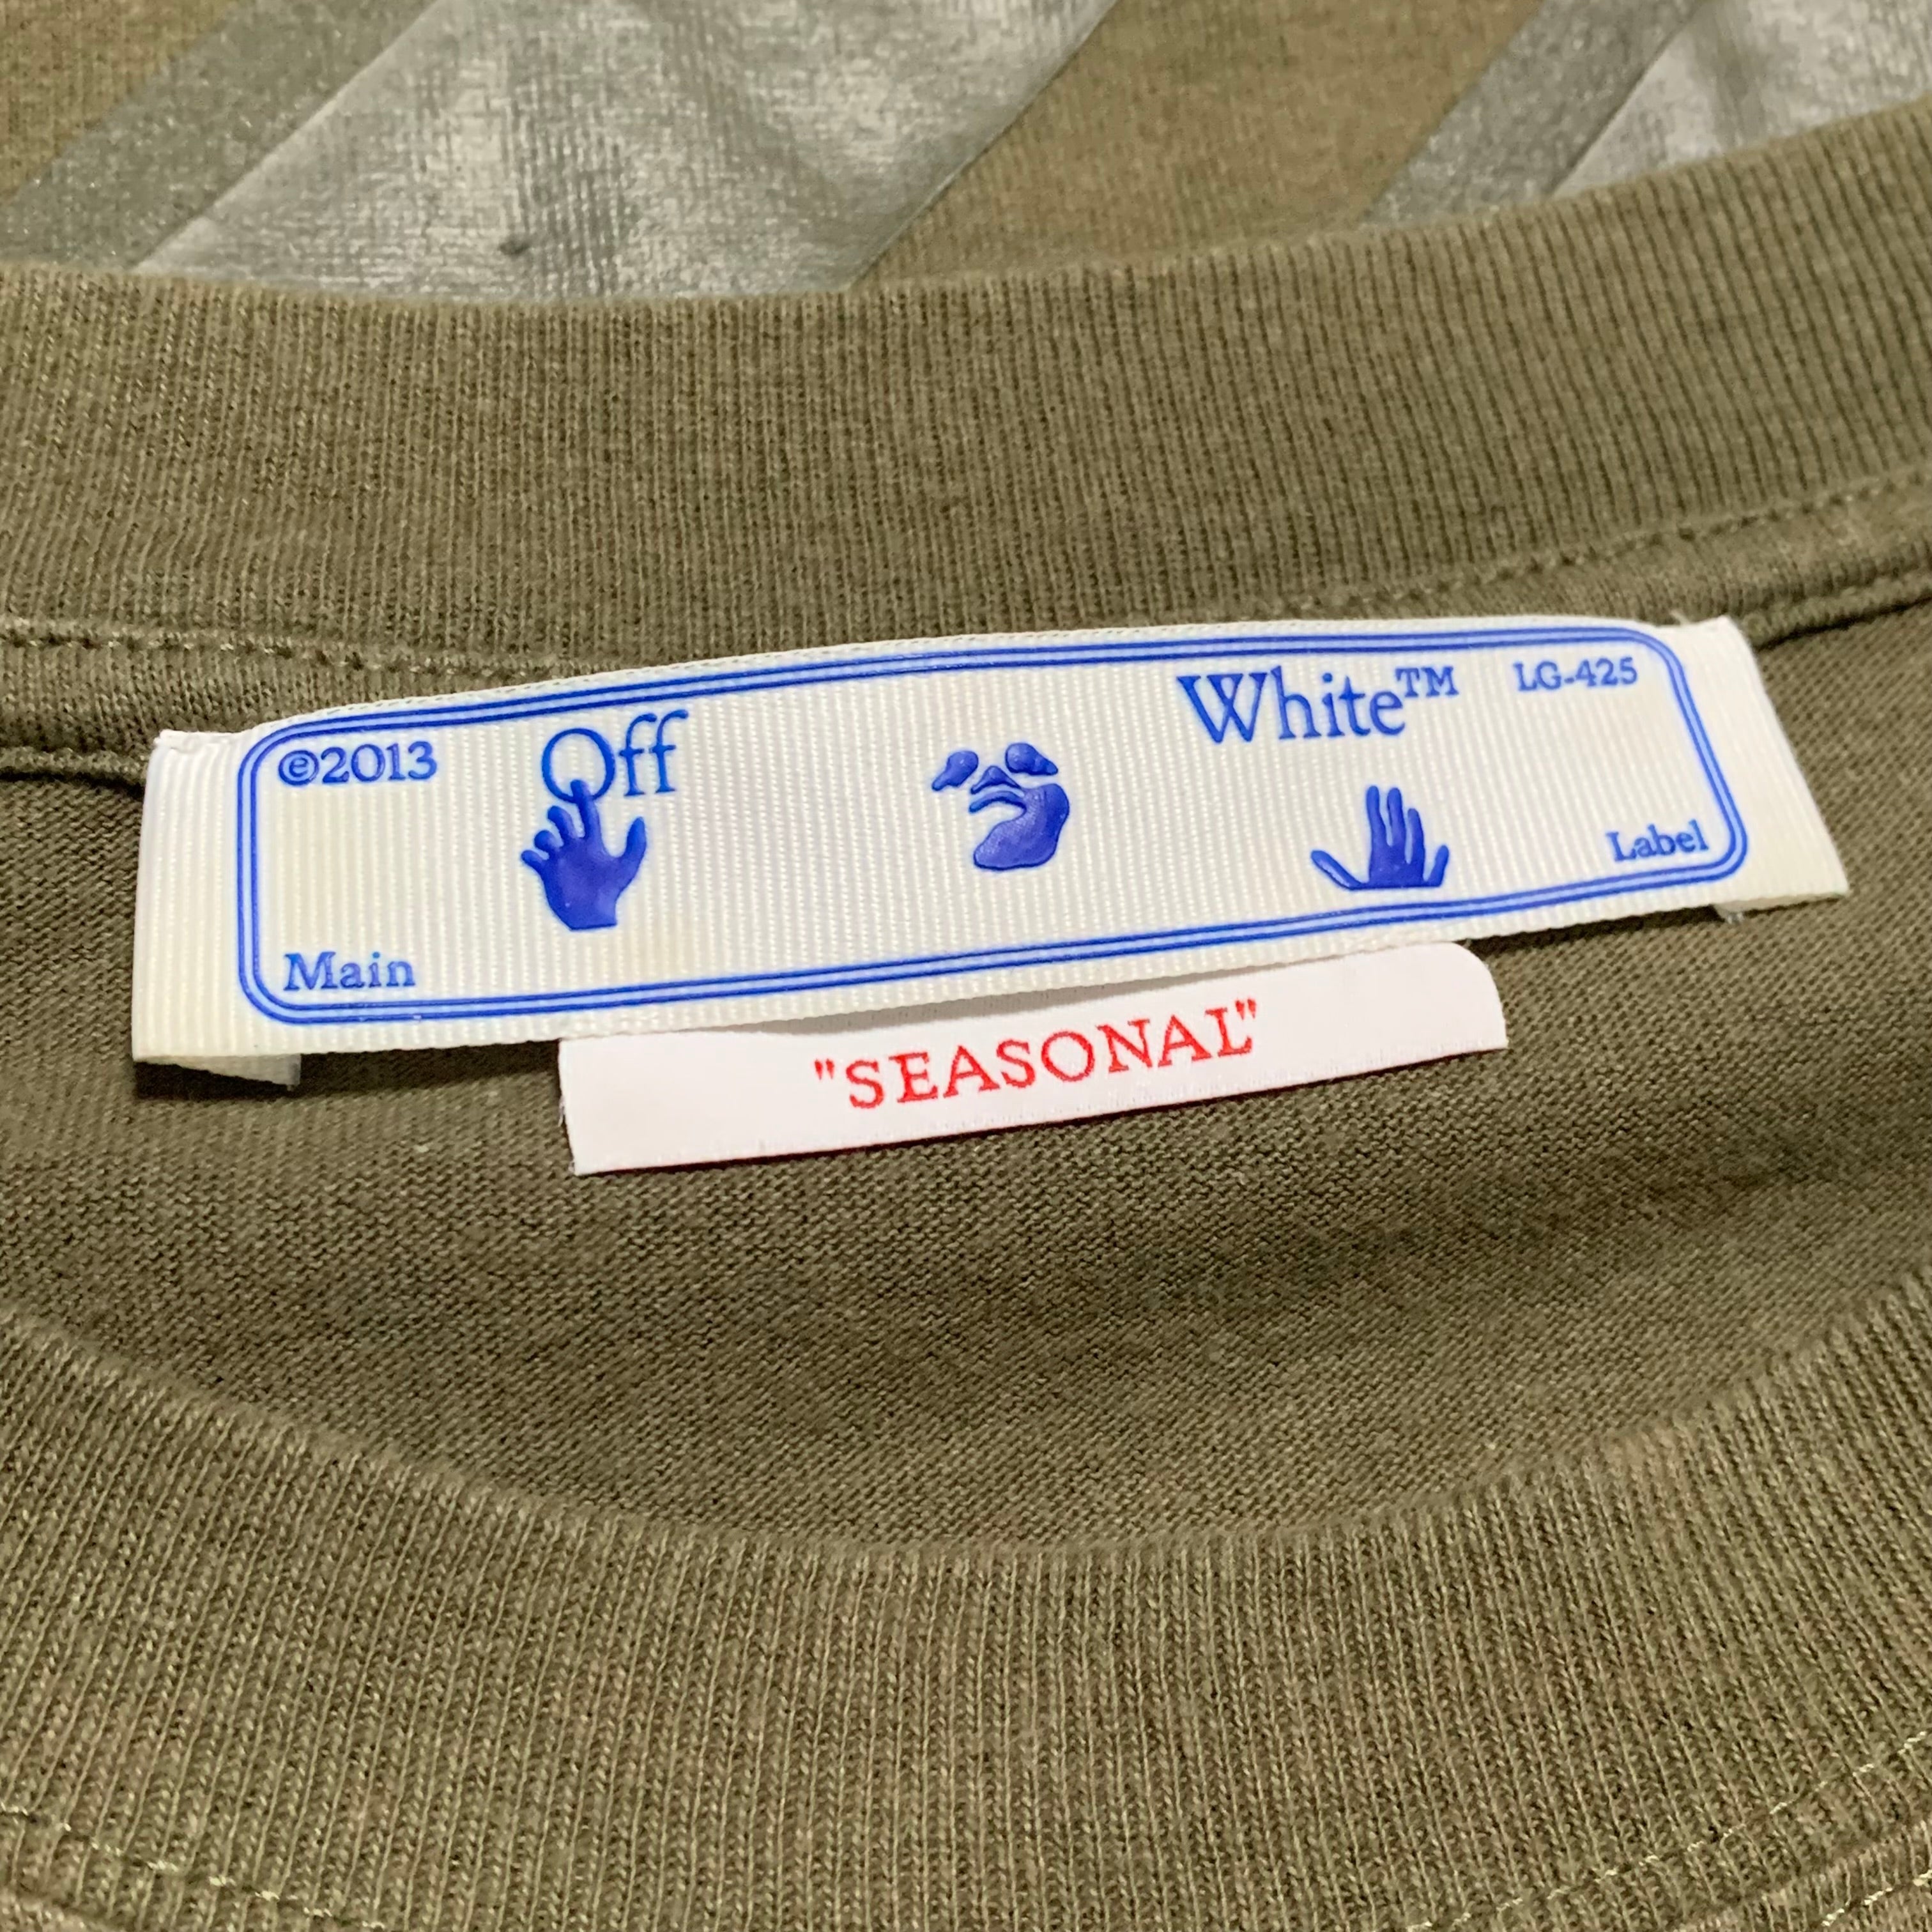 ©2013 Off White™ LG-425
Main Label
"SEASONAL"